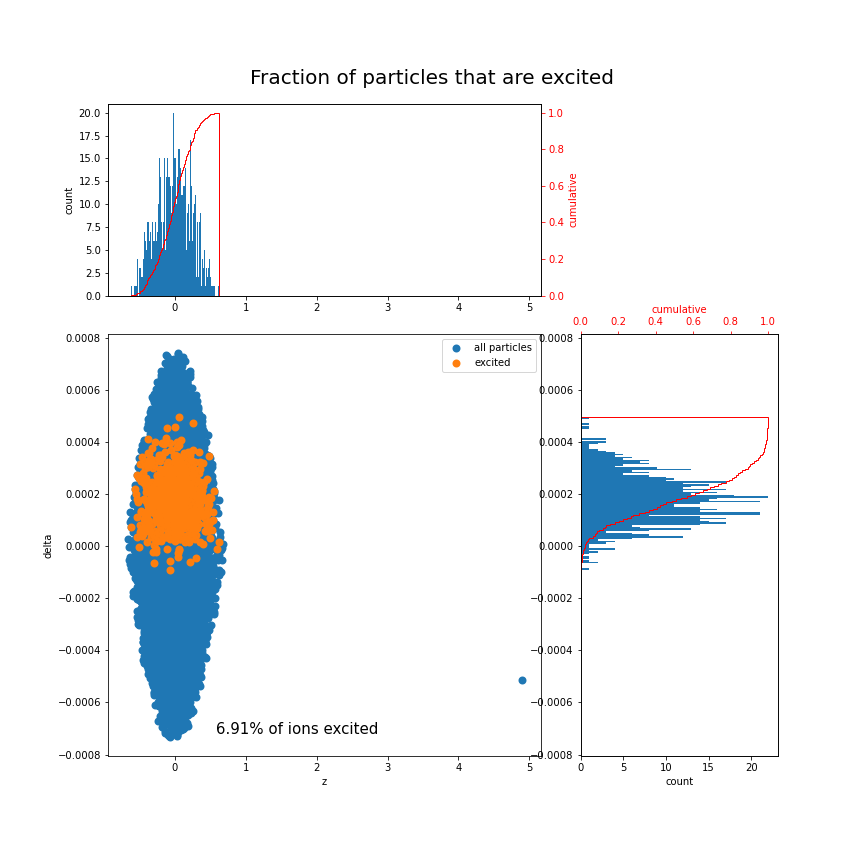 Fraction of particles that are excited
20.0
17.5
15.0
12.5
10.0
7.5
5.0
2.5
0.0
count
1.0
0.8
0.6
0.4
0.2
0.0
cumulative
0 1 2 3 4 5
cumulative
0.0 0.2 0.4 0.6 0.8 1.0
all particles
excited
0.0008
0.0006
0.0004
0.0002
0.0000
−0.0002
−0.0004
−0.0006
−0.0008
delta
6.91% of ions excited
0 1 2 3 4 5
z
0.0008
0.0006
0.0004
0.0002
0.0000
−0.0002
−0.0004
−0.0006
−0.0008
0 5 10 15 20
count